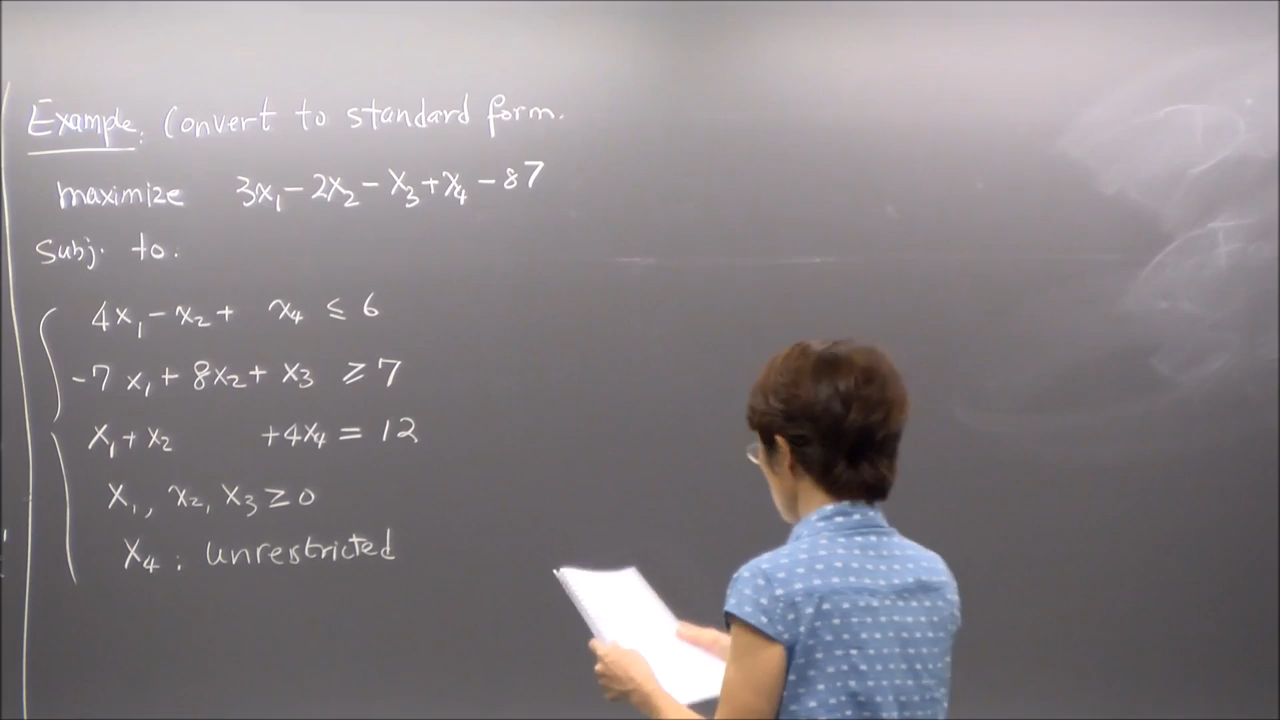 Example: Convert to standard form.
maximize 3x₁ - 2x₂ - x₃ + x₄ - 87
Subj. to:
4x₁ - x₂ + x₄ ≤ 6
-7x₁ + 8x₂ + x₃ ≥ 7
x₁ + x₂ + 4x₄ = 12
x₁, x₂, x₃ ≥ 0
x₄: unrestricted